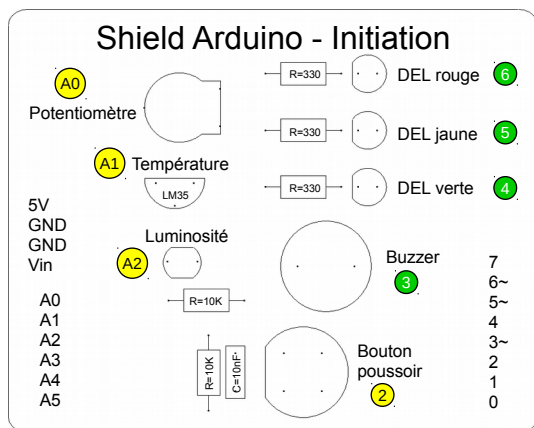 Shield Arduino - Initiation
A0
Potentiomètre
R=330
DEL rouge
6
R=330
DEL jaune
5
A1
Température
LM35
R=330
DEL verte
4
5V
GND
GND
Vin
Luminosité
A2
Buzzer
3
R=10K
A0
A1
A2
A3
A4
A5
R=10K
C=10nF
Bouton
poussoir
2
7
6~
5~
4
3~
2
1
0